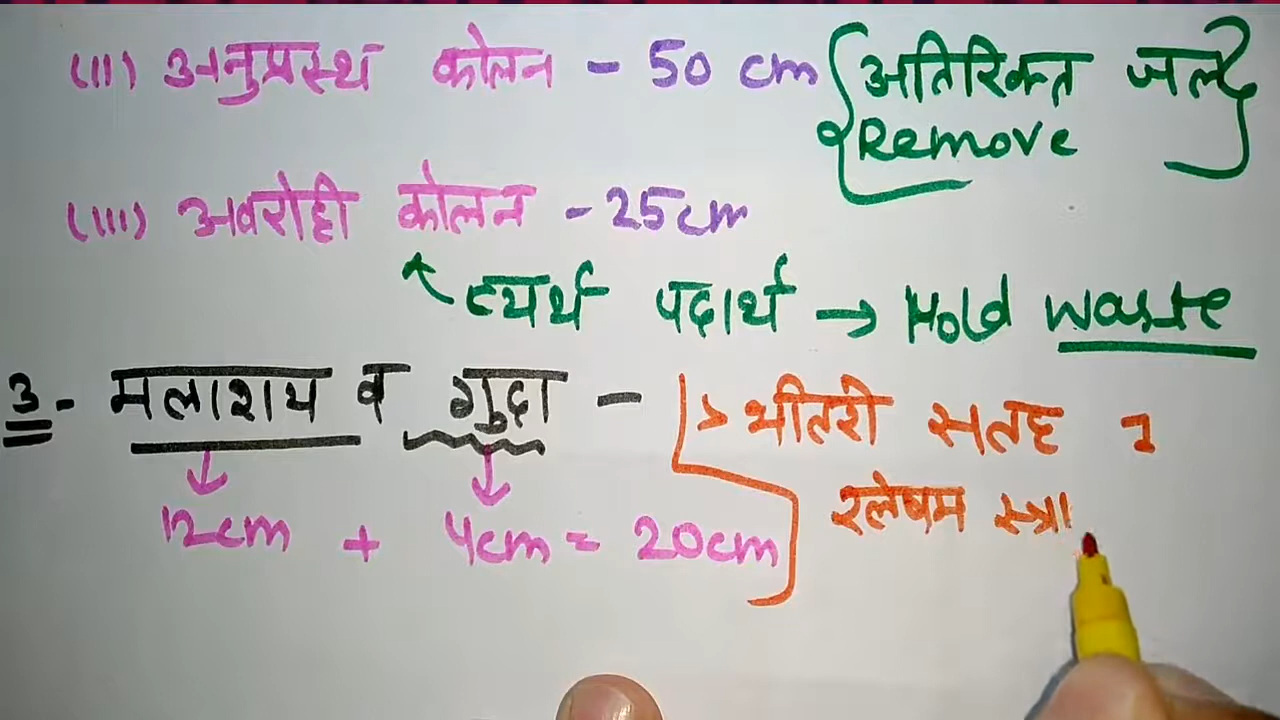 (II) अनुप्रस्थ कोलन - 50 cm {अतिरिक्त जल}
Remove
(III) अवरोही कोलन - 25cm
व्यर्थ पदार्थ → Hold waste
3- मलाशय व गुदा - → भीतरी सतह
12cm + 4cm = 20cm श्लेषम स्त्रा